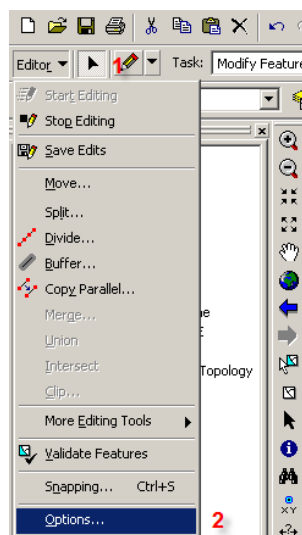 Editor 1 Task: Modify Feature
Start Editing
Stop Editing
Save Edits
Move...
Split...
Divide...
Buffer...
Copy Parallel...
Merge...
Union
Intersect
Topology
Clip...
More Editing Tools
Validate Features
Snapping... Ctrl+S
Options... 2
XY